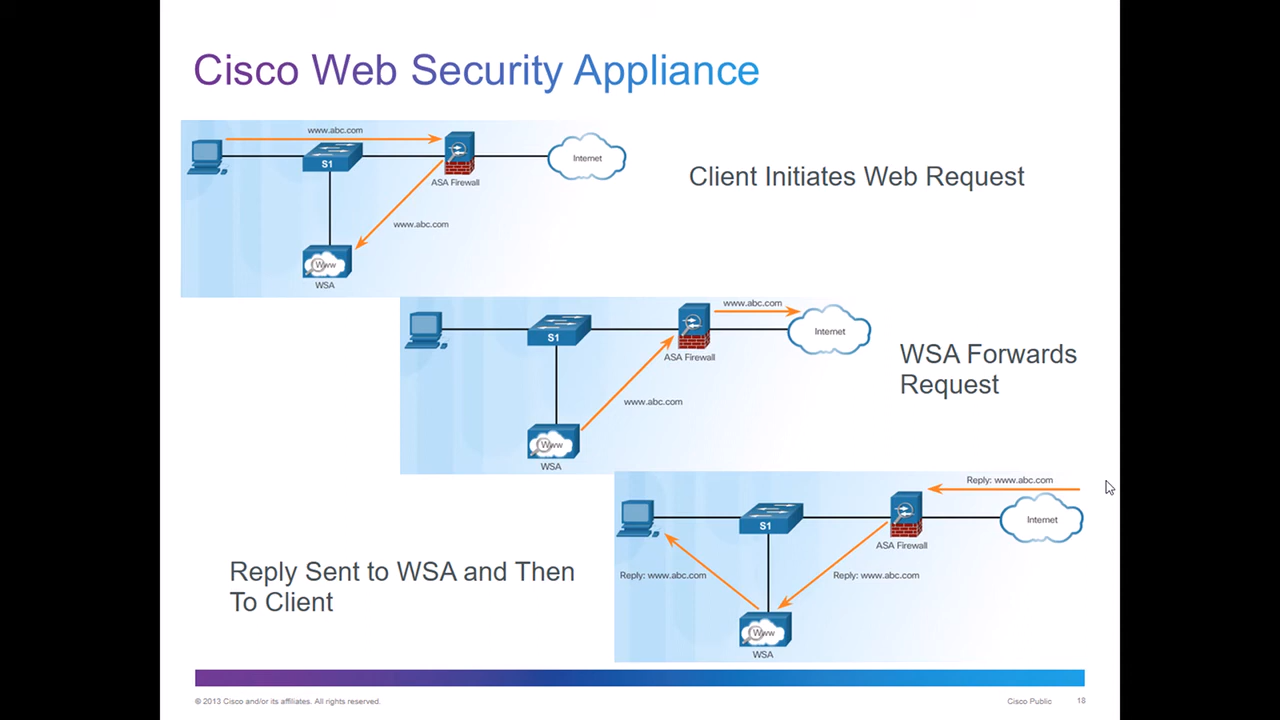 Cisco Web Security Appliance
www.abc.com
S1
Internet
ASA Firewall
www.abc.com
Www
WSA
Client Initiates Web Request
www.abc.com
S1
Internet
ASA Firewall
www.abc.com
Www
WSA
WSA Forwards
Request
Reply: www.abc.com
S1
Internet
ASA Firewall
Reply: www.abc.com
Reply: www.abc.com
Www
WSA
Reply Sent to WSA and Then
To Client
© 2013 Cisco and/or its affiliates. All rights reserved.
Cisco Public
18